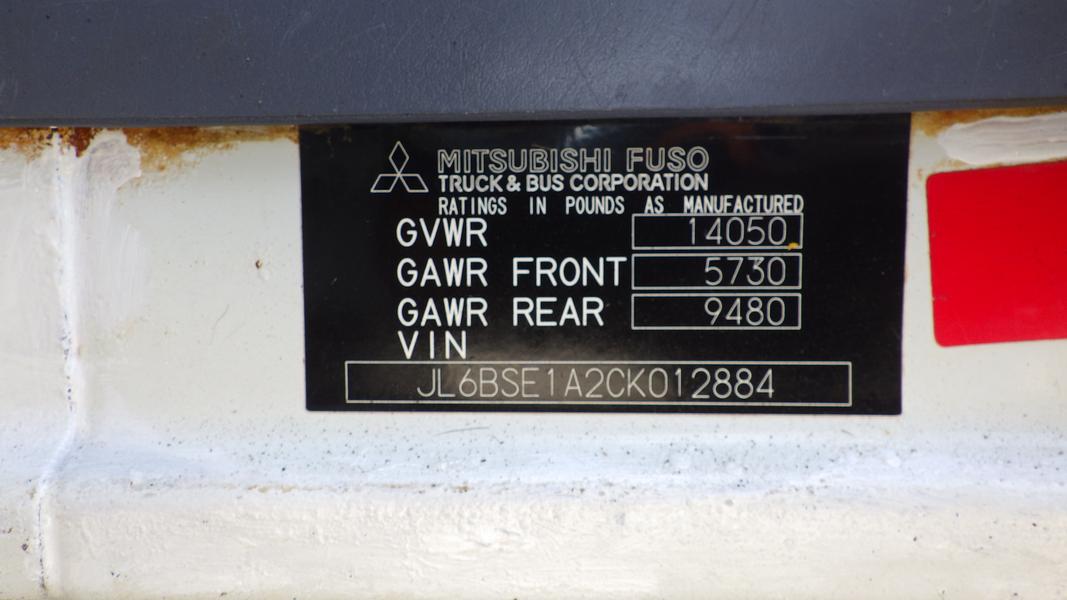 MITSUBISHI FUSO
TRUCK & BUS CORPORATION
RATINGS IN POUNDS AS MANUFACTURED
GVWR 14050
GAWR FRONT 5730
GAWR REAR 9480
VIN
JL6BSE1A2CK012884